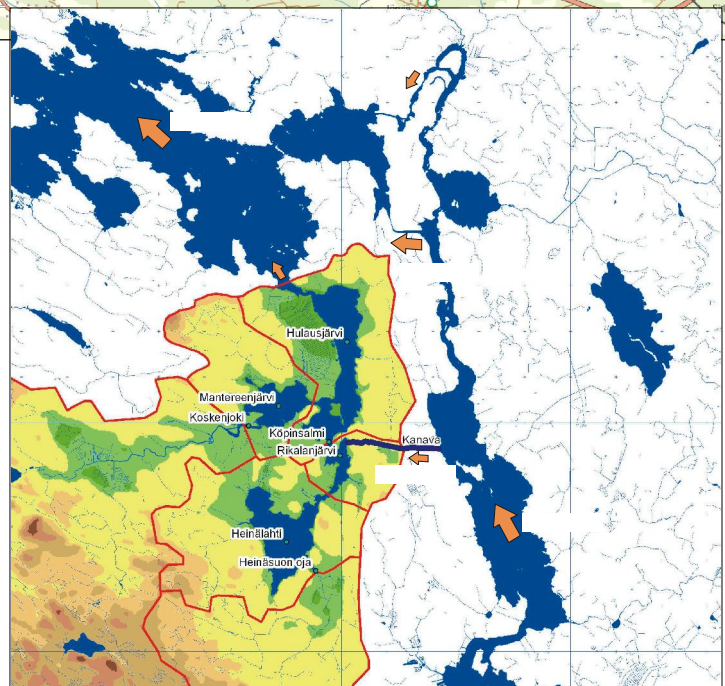 Hulausjärvi
Mantereenjärvi
Koskenjoki
Köpinsalmi
Kanava
Rikalanjärvi
Heinälahti
Heinäsuon oja